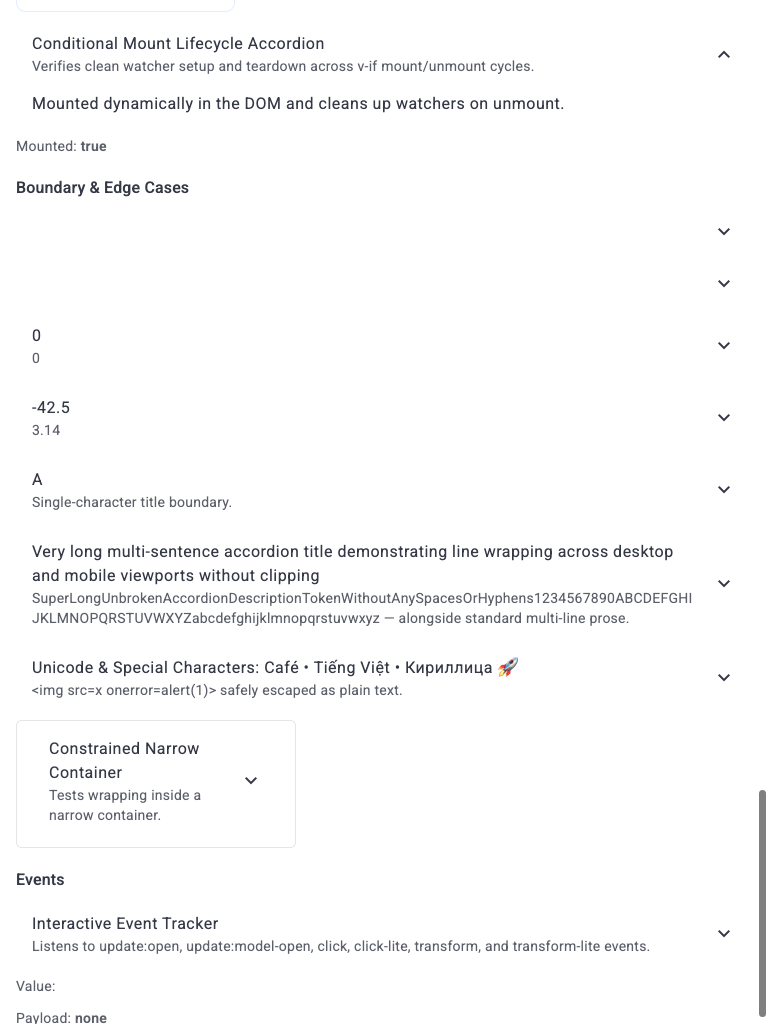 Conditional Mount Lifecycle Accordion
Verifies clean watcher setup and teardown across v-if mount/unmount cycles.
Mounted dynamically in the DOM and cleans up watchers on unmount.
Mounted: true
Boundary & Edge Cases
0
0
-42.5
3.14
A
Single-character title boundary.
Very long multi-sentence accordion title demonstrating line wrapping across desktop
and mobile viewports without clipping
SuperLongUnbrokenAccordionDescriptionTokenWithoutAnySpacesOrHyphens1234567890ABCDEFGHI
JKLMNOPQRSTUVWXYZabcdefghijklmnopqrstuvwxyz — alongside standard multi-line prose.
Unicode & Special Characters: Café • Tiếng Việt • Кириллица 🚀
<img src=x onerror=alert(1)> safely escaped as plain text.
Constrained Narrow
Container
Tests wrapping inside a
narrow container.
Events
Interactive Event Tracker
Listens to update:open, update:model-open, click, click-lite, transform, and transform-lite events.
Value:
Payload: none